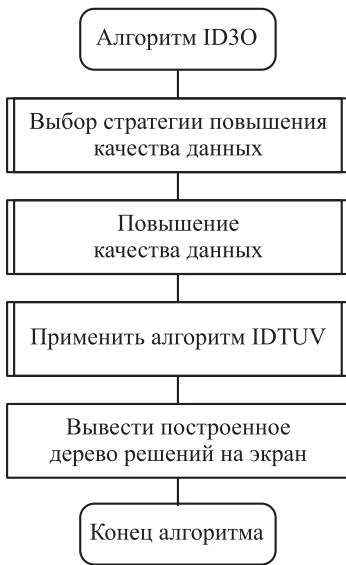 Алгоритм ID3O
Выбор стратегии повышения
качества данных
Повышение
качества данных
Применить алгоритм IDTUV
Вывести построенное
дерево решений на экран
Конец алгоритма